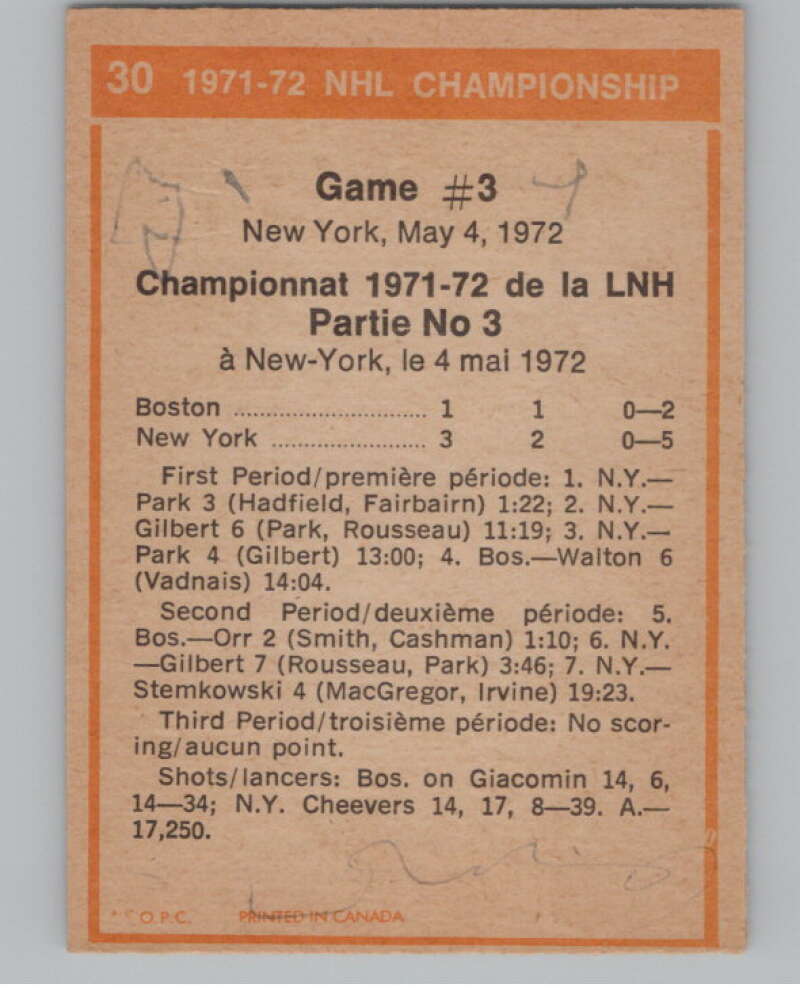 30 1971-72 NHL CHAMPIONSHIP
Game #3
New York, May 4, 1972
Championnat 1971-72 de la LNH
Partie No 3
à New-York, le 4 mai 1972
Boston ............................ 1 1 0—2
New York ...................... 3 2 0—5
First Period/première période: 1. N.Y.—
Park 3 (Hadfield, Fairbairn) 1:22; 2. N.Y.—
Gilbert 6 (Park, Rousseau) 11:19; 3. N.Y.—
Park 4 (Gilbert) 13:00; 4. Bos.—Walton 6
(Vadnais) 14:04.
Second Period/deuxième période: 5.
Bos.—Orr 2 (Smith, Cashman) 1:10; 6. N.Y.
—Gilbert 7 (Rousseau, Park) 3:46; 7. N.Y.—
Stemkowski 4 (MacGregor, Irvine) 19:23.
Third Period/troisième période: No scor-
ing/aucun point.
Shots/lancers: Bos. on Giacomin 14, 6,
14—34; N.Y. Cheevers 14, 17, 8—39. A.—
17,250.
O.P.C. PRINTED IN CANADA